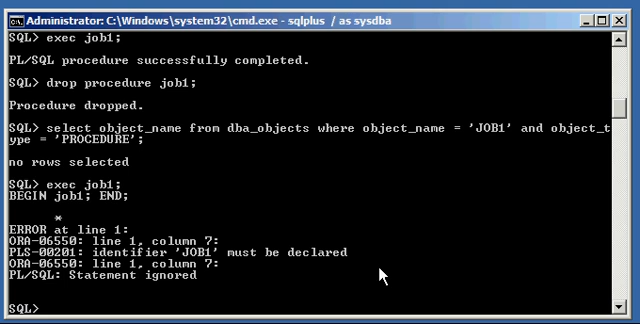 Administrator: C:\Windows\system32\cmd.exe - sqlplus / as sysdba
SQL> exec job1;
PL/SQL procedure successfully completed.
SQL> drop procedure job1;
Procedure dropped.
SQL> select object_name from dba_objects where object_name = 'JOB1' and object_t
ype = 'PROCEDURE';
no rows selected
SQL> exec job1;
BEGIN job1; END;
*
ERROR at line 1:
ORA-06550: line 1, column 7:
PLS-00201: identifier 'JOB1' must be declared
ORA-06550: line 1, column 7:
PL/SQL: Statement ignored
SQL>